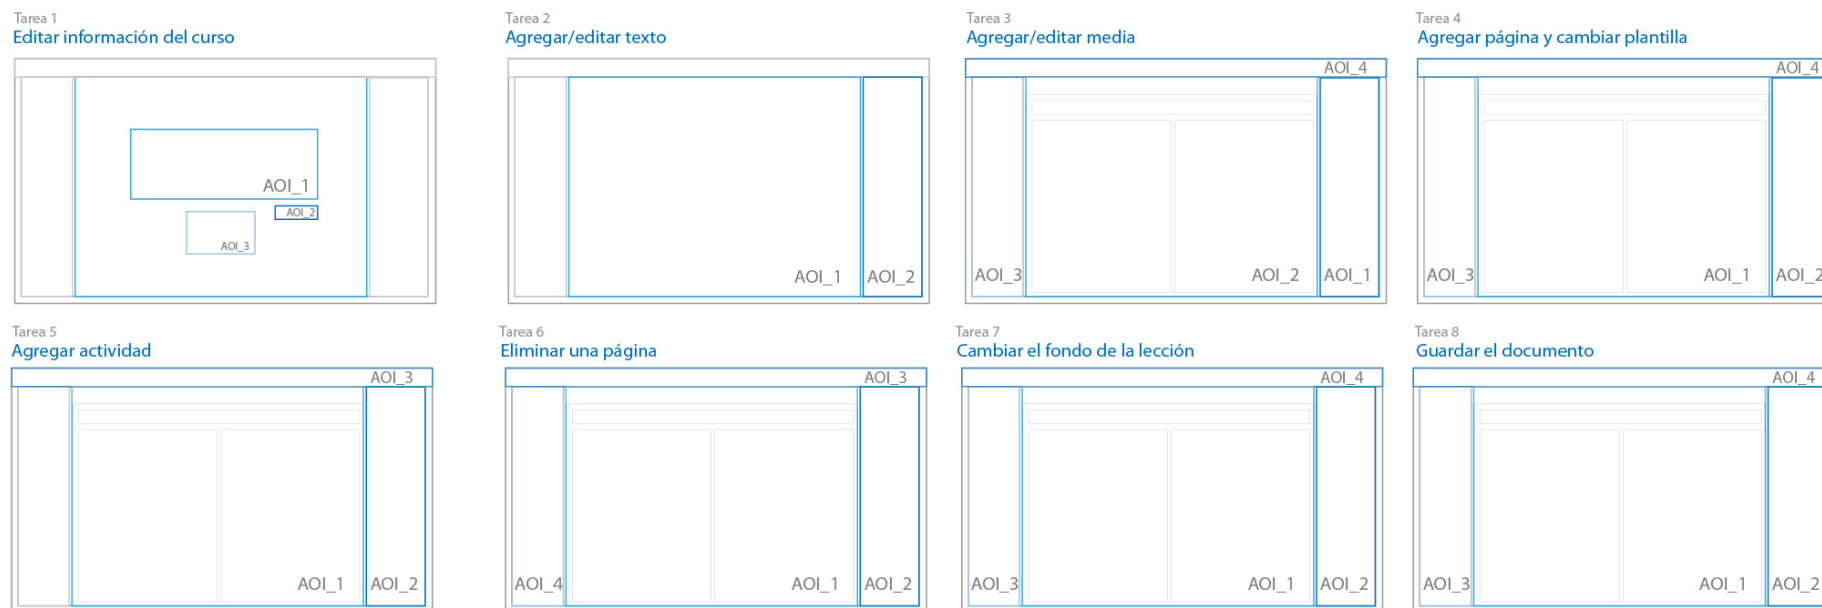 Tarea 1
Editar información del curso
AOI_1
AOI_2
AOI_3
Tarea 2
Agregar/editar texto
AOI_1
AOI_2
Tarea 3
Agregar/editar media
AOI_4
AOI_3
AOI_2
AOI_1
Tarea 4
Agregar página y cambiar plantilla
AOI_4
AOI_3
AOI_1
AOI_2
Tarea 5
Agregar actividad
AOI_3
AOI_1
AOI_2
Tarea 6
Eliminar una página
AOI_3
AOI_4
AOI_1
AOI_2
Tarea 7
Cambiar el fondo de la lección
AOI_4
AOI_3
AOI_1
AOI_2
Tarea 8
Guardar el documento
AOI_4
AOI_3
AOI_1
AOI_2